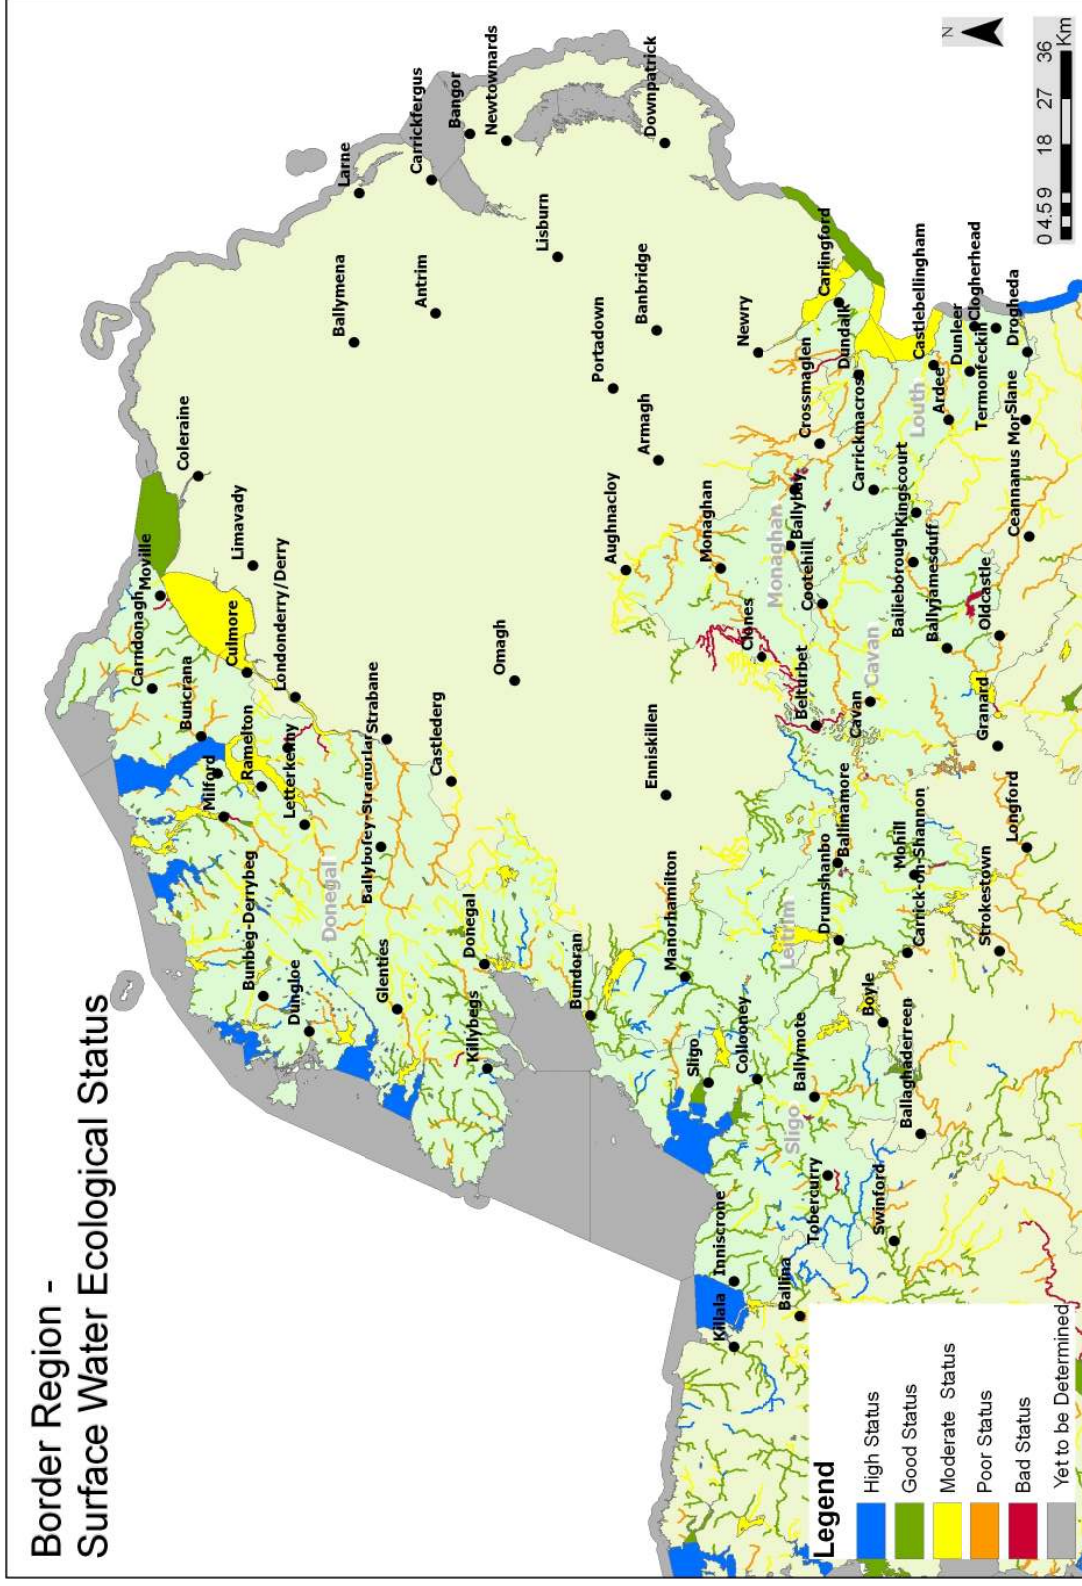 Border Region -
Surface Water Ecological Status
N
Carndonagh
Moville
Coleraine
Buncrana
Culmore
Limavady
Milford
Ramelton
Londonderry/Derry
Larne
Letterkenny
Ballymena
Bunbeg-Derrybeg
Donegal
Ballybofey-Stranorlar
Strabane
Carrickfergus
Antrim
Bangor
Dungloe
Glenties
Castlederg
Newtownards
Donegal
Omagh
Lisburn
Killybegs
Bundoran
Aughnacloy
Portadown
Armagh
Banbridge
Downpatrick
Enniskillen
Manorhamilton
Monaghan
Newry
Sligo
Clones
Inniscrone
Killala
Collooney
Leitrim
Monaghan
Ballybay
Crossmaglen
Carlingford
Ballina
Ballymote
Sligo
Drumshanbo
Ballinamore
Belturbet
Cootehill
Dundalk
Tobercurry
Boyle
Cavan
Cavan
Carrickmacross
Louth
Swinford
Ballaghaderreen
Carrick-on-Shannon
Mohill
Bailieborough
Kingscourt
Castlebellingham
Ardee
Ballyjamesduff
Dunleer
Clogherhead
Termonfeckin
Strokestown
Longford
Granard
Oldcastle
Ceannanus Mor
Slane
Drogheda
Legend
High Status
Good Status
Moderate Status
Poor Status
Bad Status
Yet to be Determined
0 4.5 9 18 27 36
Km